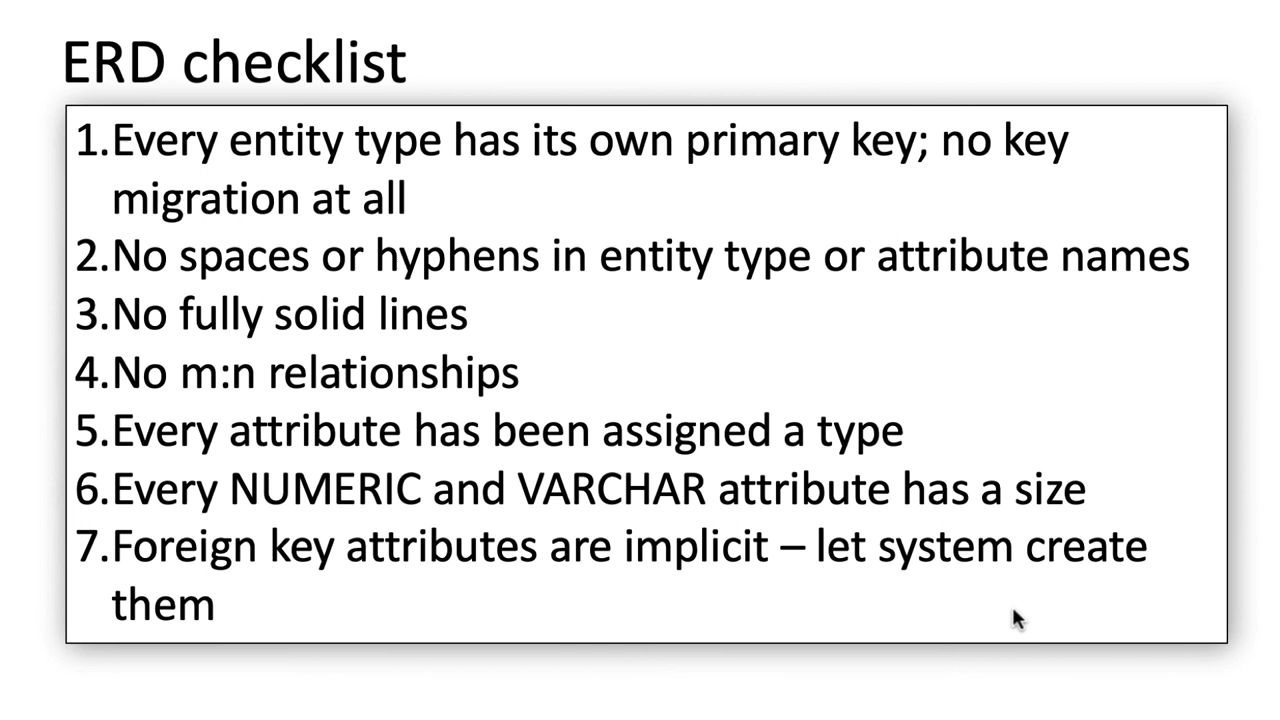 ERD checklist
1.Every entity type has its own primary key; no key
migration at all
2.No spaces or hyphens in entity type or attribute names
3.No fully solid lines
4.No m:n relationships
5.Every attribute has been assigned a type
6.Every NUMERIC and VARCHAR attribute has a size
7.Foreign key attributes are implicit – let system create
them